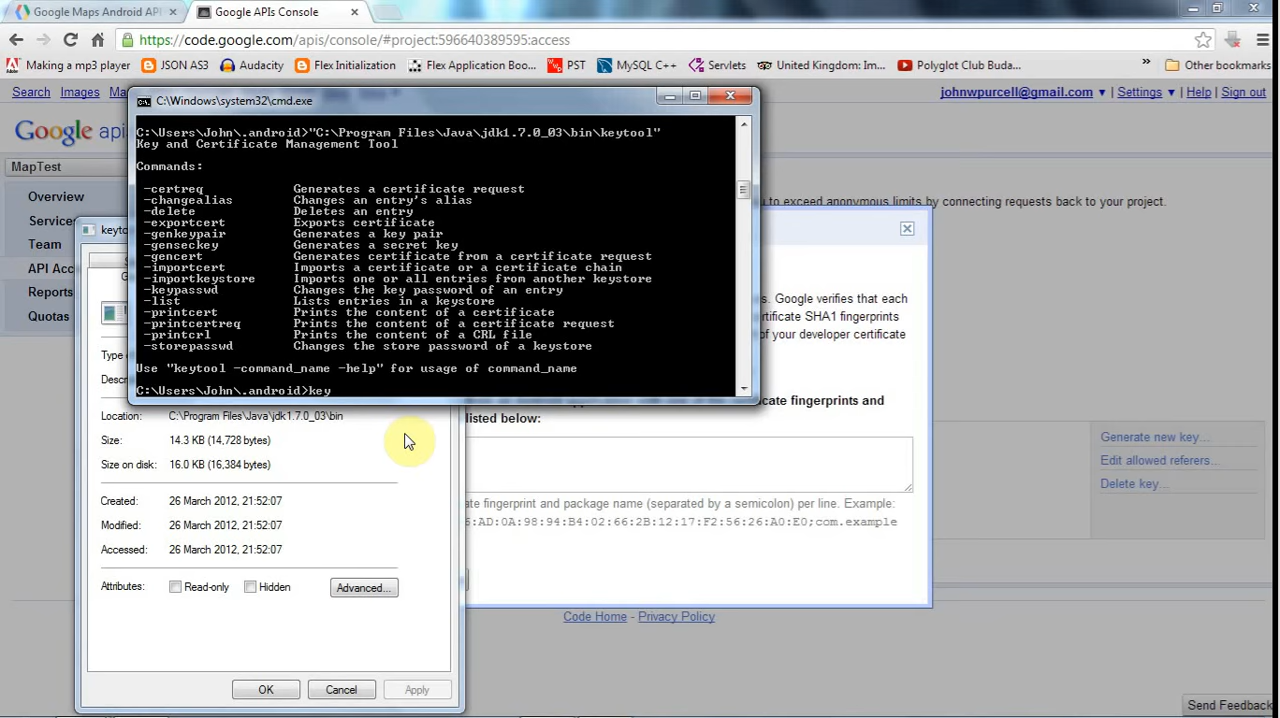 Google Maps Android API
Google APIs Console
https://code.google.com/apis/console/#project:596640389595:access
Making a mp3 player
JSON AS3
Audacity
Flex Initialization
Flex Application Boo...
PST
MySQL C++
Servlets
United Kingdom: Im...
Polyglot Club Buda...
»
Other bookmarks
Search Images
johnwpurcell@gmail.com ▼ | Settings ▼ | Help | Sign out
Google
MapTest
Overview
Team
Reports
Quotas
C:\Windows\system32\cmd.exe
C:\Users\John\.android>"C:\Program Files\Java\jdk1.7.0_03\bin\keytool"
Key and Certificate Management Tool
Commands:
-certreq Generates a certificate request
-changealias Changes an entry's alias
-delete Deletes an entry
-exportcert Exports certificate
-genkeypair Generates a key pair
-genseckey Generates a secret key
-gencert Generates certificate from a certificate request
-importcert Imports a certificate or a certificate chain
-importkeystore Imports one or all entries from another keystore
-keypasswd Changes the key password of an entry
-list Lists entries in a keystore
-printcert Prints the content of a certificate
-printcertreq Prints the content of a certificate request
-printcrl Prints the content of a CRL file
-storepasswd Changes the store password of a keystore
Use "keytool -command_name -help" for usage of command_name
C:\Users\John\.android>key
to exceed anonymous limits by connecting requests back to your project.
Google verifies that each
certificate SHA1 fingerprints
of your developer certificate
fingerprints and
listed below:
fingerprint and package name (separated by a semicolon) per line. Example:
:AD:0A:98:94:B4:02:66:2B:12:17:F2:56:26:A0:E0;com.example
Location: C:\Program Files\Java\jdk1.7.0_03\bin
Size: 14.3 KB (14,728 bytes)
Size on disk: 16.0 KB (16,384 bytes)
Created: 26 March 2012, 21:52:07
Modified: 26 March 2012, 21:52:07
Accessed: 26 March 2012, 21:52:07
Attributes: Read-only Hidden Advanced...
OK Cancel Apply
Generate new key...
Edit allowed referers...
Delete key...
Code Home - Privacy Policy
Send Feedback